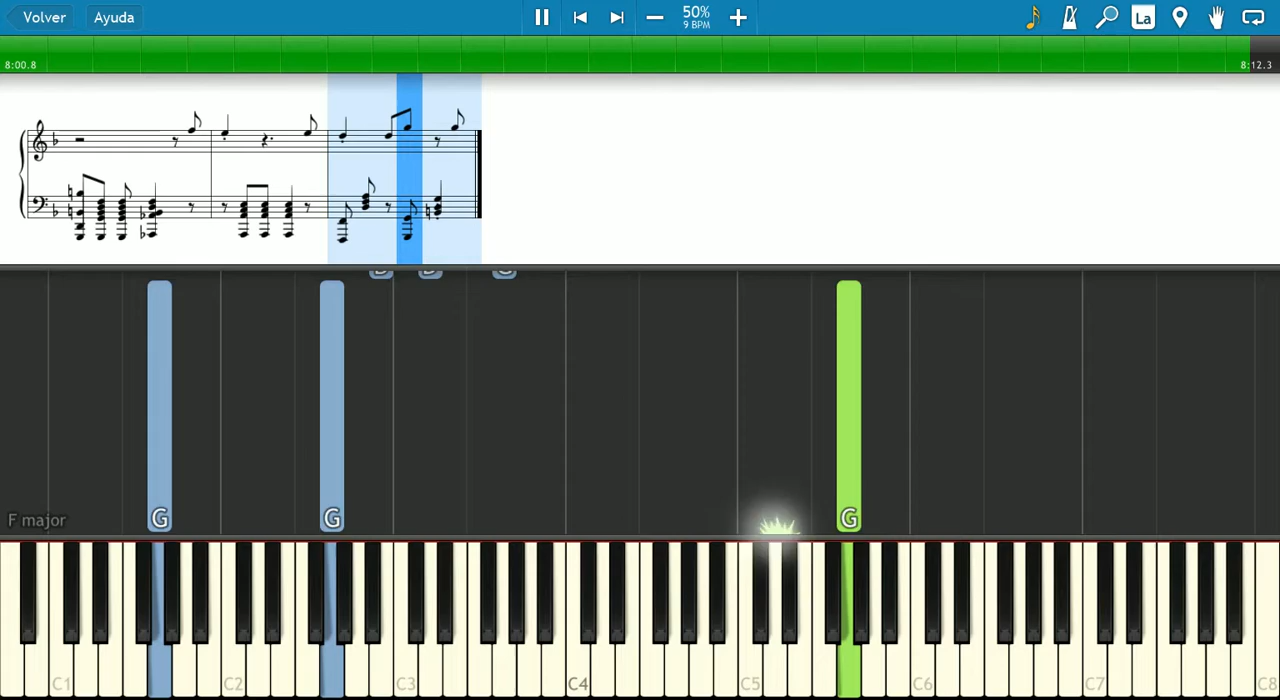 Volver
Ayuda
50%
9 BPM
La
8:00.8
8:12.3
G
G
G
F major
C1
C2
C3
C4
C5
C6
C7
C8